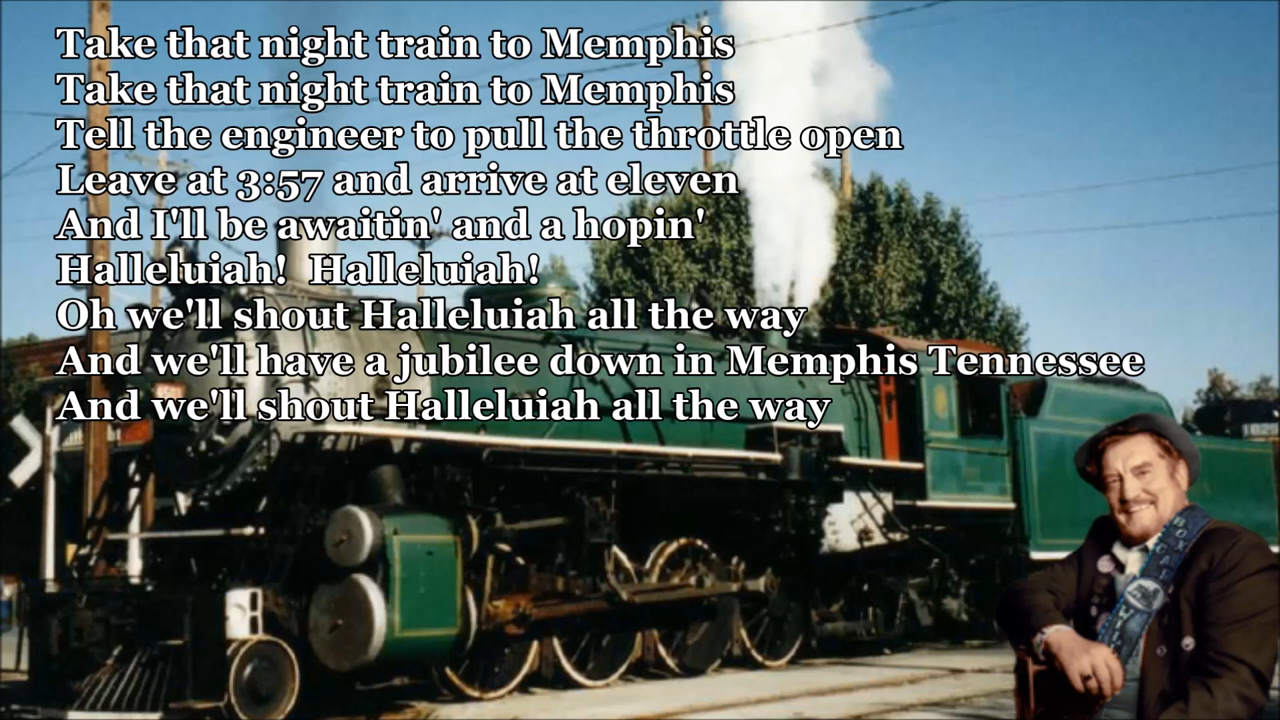 Take that night train to Memphis
Take that night train to Memphis
Tell the engineer to pull the throttle open
Leave at 3:57 and arrive at eleven
And I'll be awaitin' and a hopin'
Halleluiah!  Halleluiah!
Oh we'll shout Halleluiah all the way
And we'll have a jubilee down in Memphis Tennessee
And we'll shout Halleluiah all the way
BOX
CAR
WILLIE